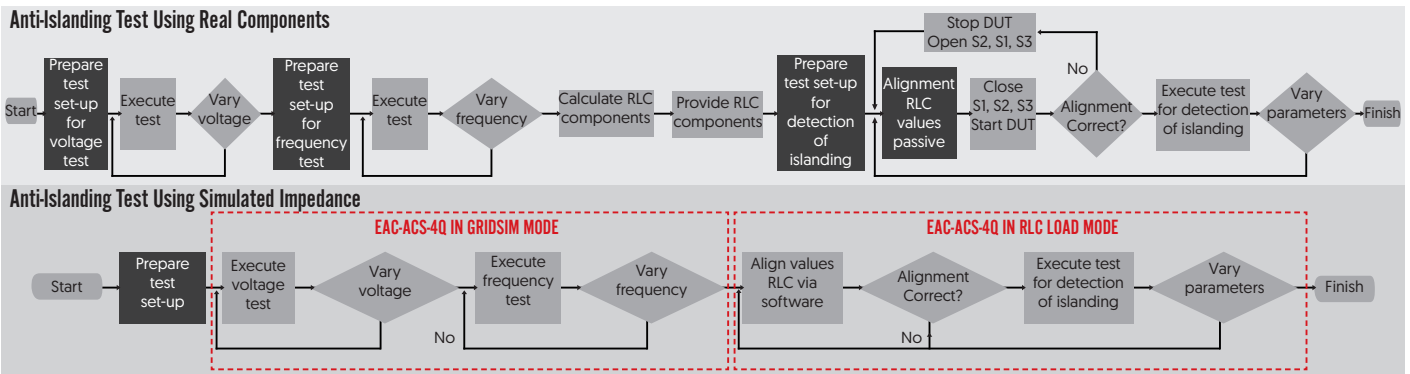 Anti-Islanding Test Using Real Components
Start
Prepare
test
set-up
for
voltage
test
Execute
test
Vary
voltage
Prepare
test
set-up
for
frequency
test
Execute
test
Vary
frequency
Calculate RLC
components
Provide RLC
components
Prepare
test set-up
for
detection
of
islanding
Alignment
RLC
values
passive
Stop DUT
Open S2, S1, S3
Close
S1, S2, S3
Start DUT
No
Alignment
Correct?
Execute test
for detection
of islanding
Vary
parameters
Finish
Anti-Islanding Test Using Simulated Impedance
EAC-ACS-4Q IN GRIDSIM MODE
EAC-ACS-4Q IN RLC LOAD MODE
Start
Prepare
test
set-up
Execute
voltage
test
Vary
voltage
No
Execute
frequency
test
Vary
frequency
Align values
RLC via
software
Alignment
Correct?
No
Execute test
for detection
of islanding
Vary
parameters
Finish